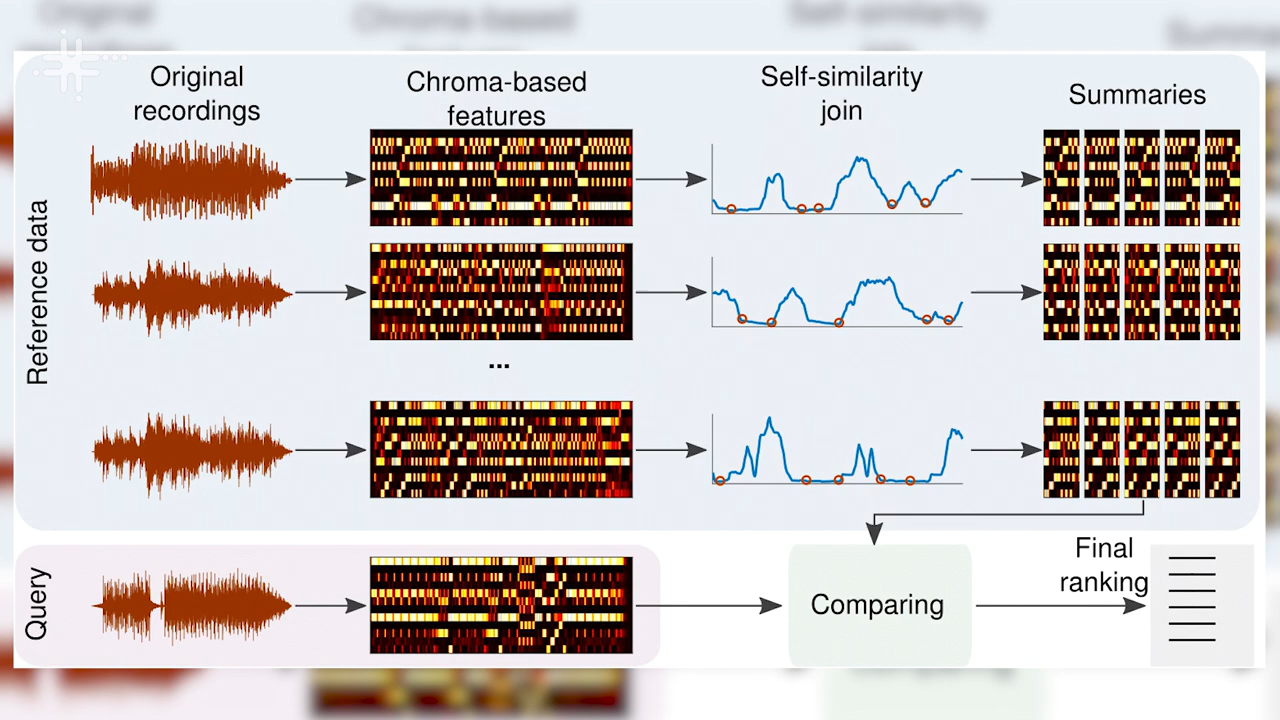 Original
recordings
Chroma-based
features
Self-similarity
join
Summaries
Reference data
...
Query
Comparing
Final
ranking